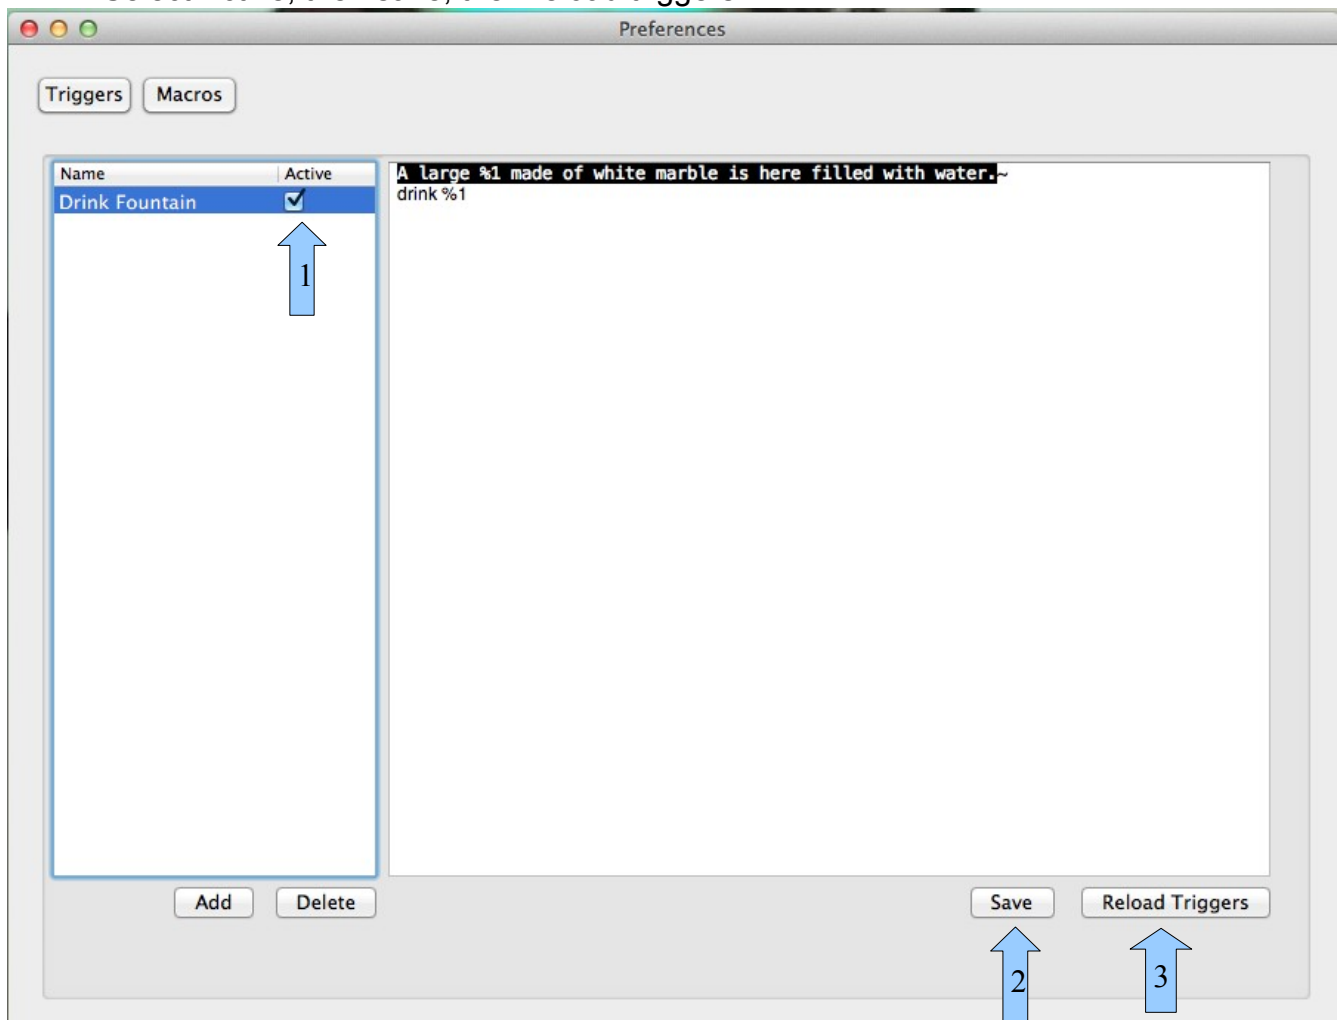 Preferences
Triggers Macros
Name Active
Drink Fountain
A large %1 made of white marble is here filled with water.~
drink %1
1
Add Delete
Save Reload Triggers
2 3